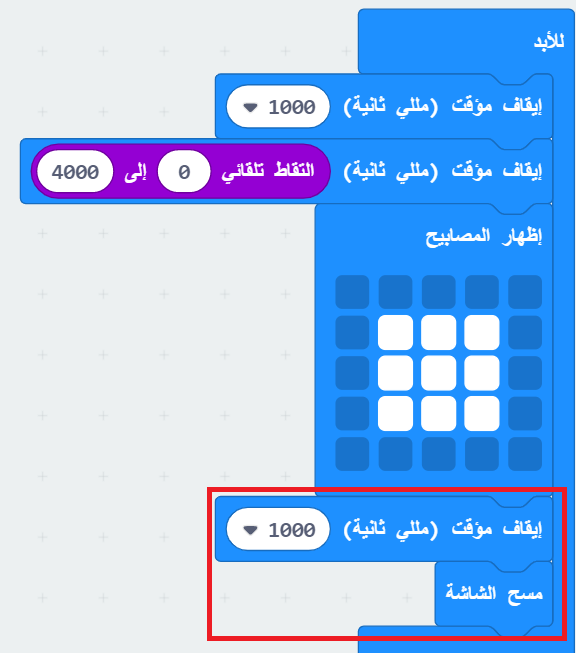 للأبد
إيقاف مؤقت (مللي ثانية) 1000
إيقاف مؤقت (مللي ثانية) التقاط تلقائي 0 إلى 4000
إظهار المصابيح
إيقاف مؤقت (مللي ثانية) 1000
مسح الشاشة